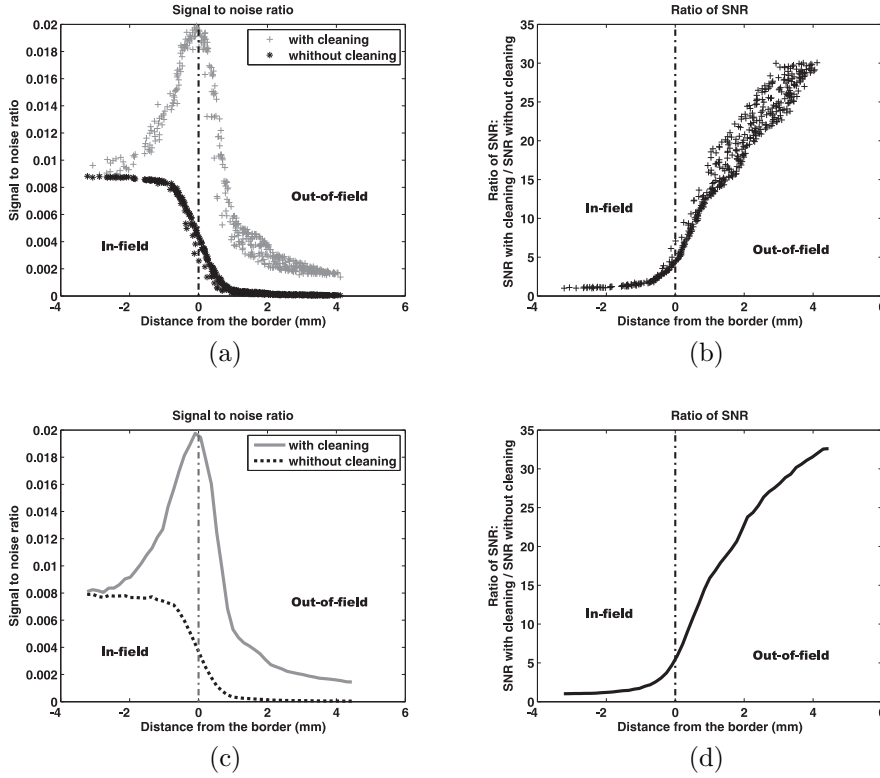 Signal to noise ratio
0.02
0.018
0.016
0.014
0.012
0.01
0.008
0.006
0.004
0.002
0
Signal to noise ratio
with cleaning
whithout cleaning
In-field
Out-of-field
-4
-2
0
2
4
6
Distance from the border (mm)
(a)
Ratio of SNR
35
30
25
20
15
10
5
0
Ratio of SNR:
SNR with cleaning / SNR without cleaning
In-field
Out-of-field
-4
-2
0
2
4
6
Distance from the border (mm)
(b)
Signal to noise ratio
0.02
0.018
0.016
0.014
0.012
0.01
0.008
0.006
0.004
0.002
0
Signal to noise ratio
with cleaning
whithout cleaning
In-field
Out-of-field
-4
-2
0
2
4
6
Distance from the border (mm)
(c)
Ratio of SNR
35
30
25
20
15
10
5
0
Ratio of SNR:
SNR with cleaning / SNR without cleaning
In-field
Out-of-field
-4
-2
0
2
4
6
Distance from the border (mm)
(d)